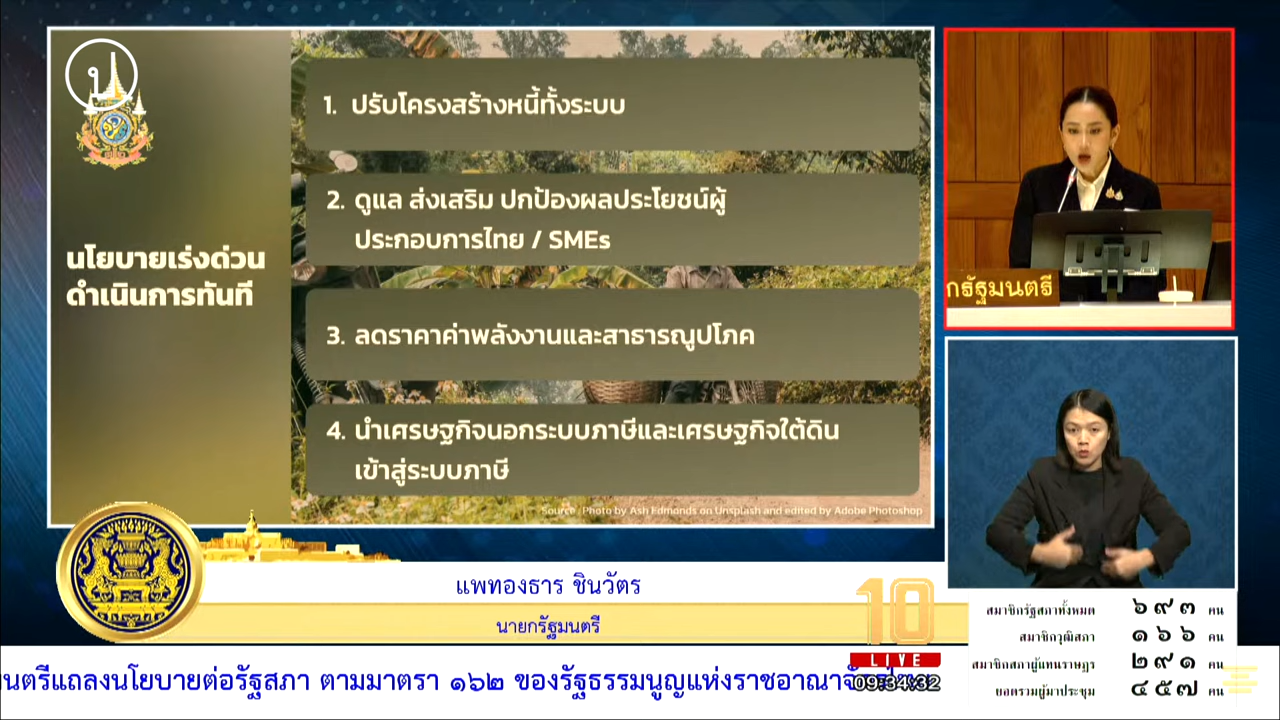 นโยบายเร่งด่วน
ดำเนินการทันที
1. ปรับโครงสร้างหนี้ทั้งระบบ
2. ดูแล ส่งเสริม ปกป้องผลประโยชน์ผู้
ประกอบการไทย / SMEs
3. ลดราคาค่าพลังงานและสาธารณูปโภค
4. นำเศรษฐกิจนอกระบบภาษีและเศรษฐกิจใต้ดิน
เข้าสู่ระบบภาษี
Source : Photo by Ash Edmonds on Unsplash and edited by Adobe Photoshop
กรัฐมนตรี
แพทองธาร ชินวัตร
นายกรัฐมนตรี
10
LIVE
09:34:32
สมาชิกรัฐสภาทั้งหมด ๖๙๓ คน
สมาชิกวุฒิสภา ๑๖๖ คน
สมาชิกสภาผู้แทนราษฎร ๒๙๑ คน
ยอดรวมผู้มาประชุม ๔๕๗ คน
นตรีแถลงนโยบายต่อรัฐสภา ตามมาตรา ๑๖๒ ของรัฐธรรมนูญแห่งราชอาณาจั